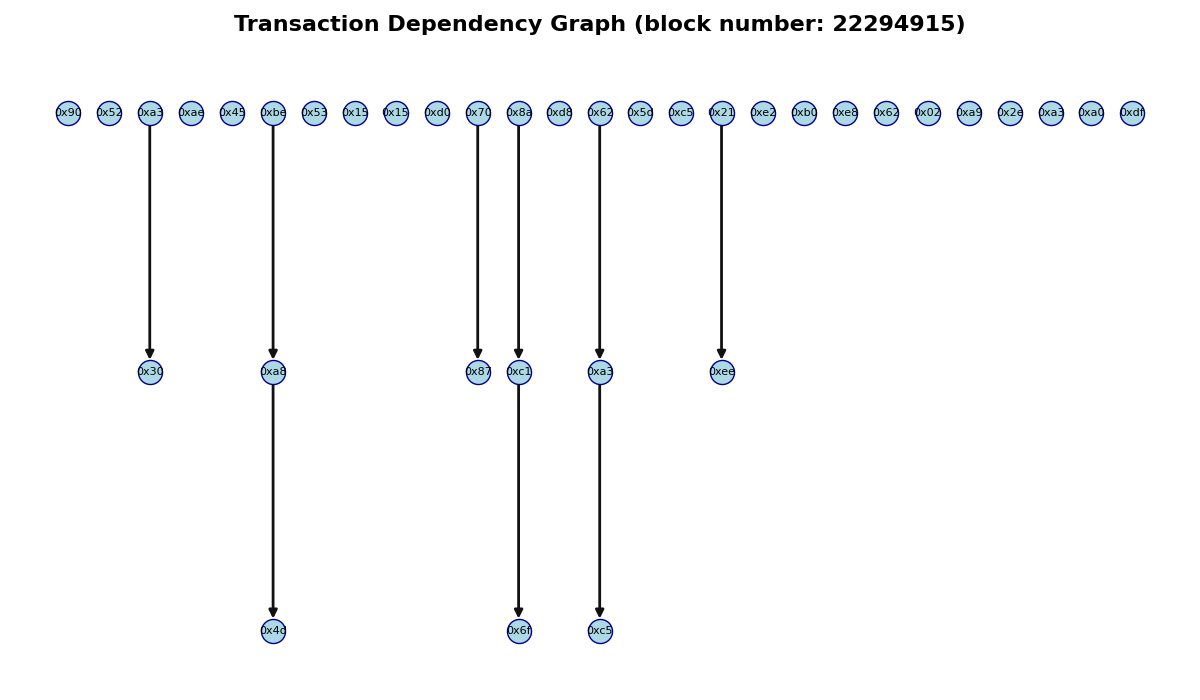 Transaction Dependency Graph (block number: 22294915)
0x90 0x52 0xa3 0xae 0x45 0xbe 0x53 0x15 0x15 0xd0 0x70 0x8a 0xd8 0x62 0x5d 0xc5 0x21 0xe2 0xb0 0xe8 0x62 0x02 0xa9 0x2e 0xa3 0xa0 0xdf
0x30 0xa8 0x87 0xc1 0xa3 0xee
0x4d 0x6f 0xc5